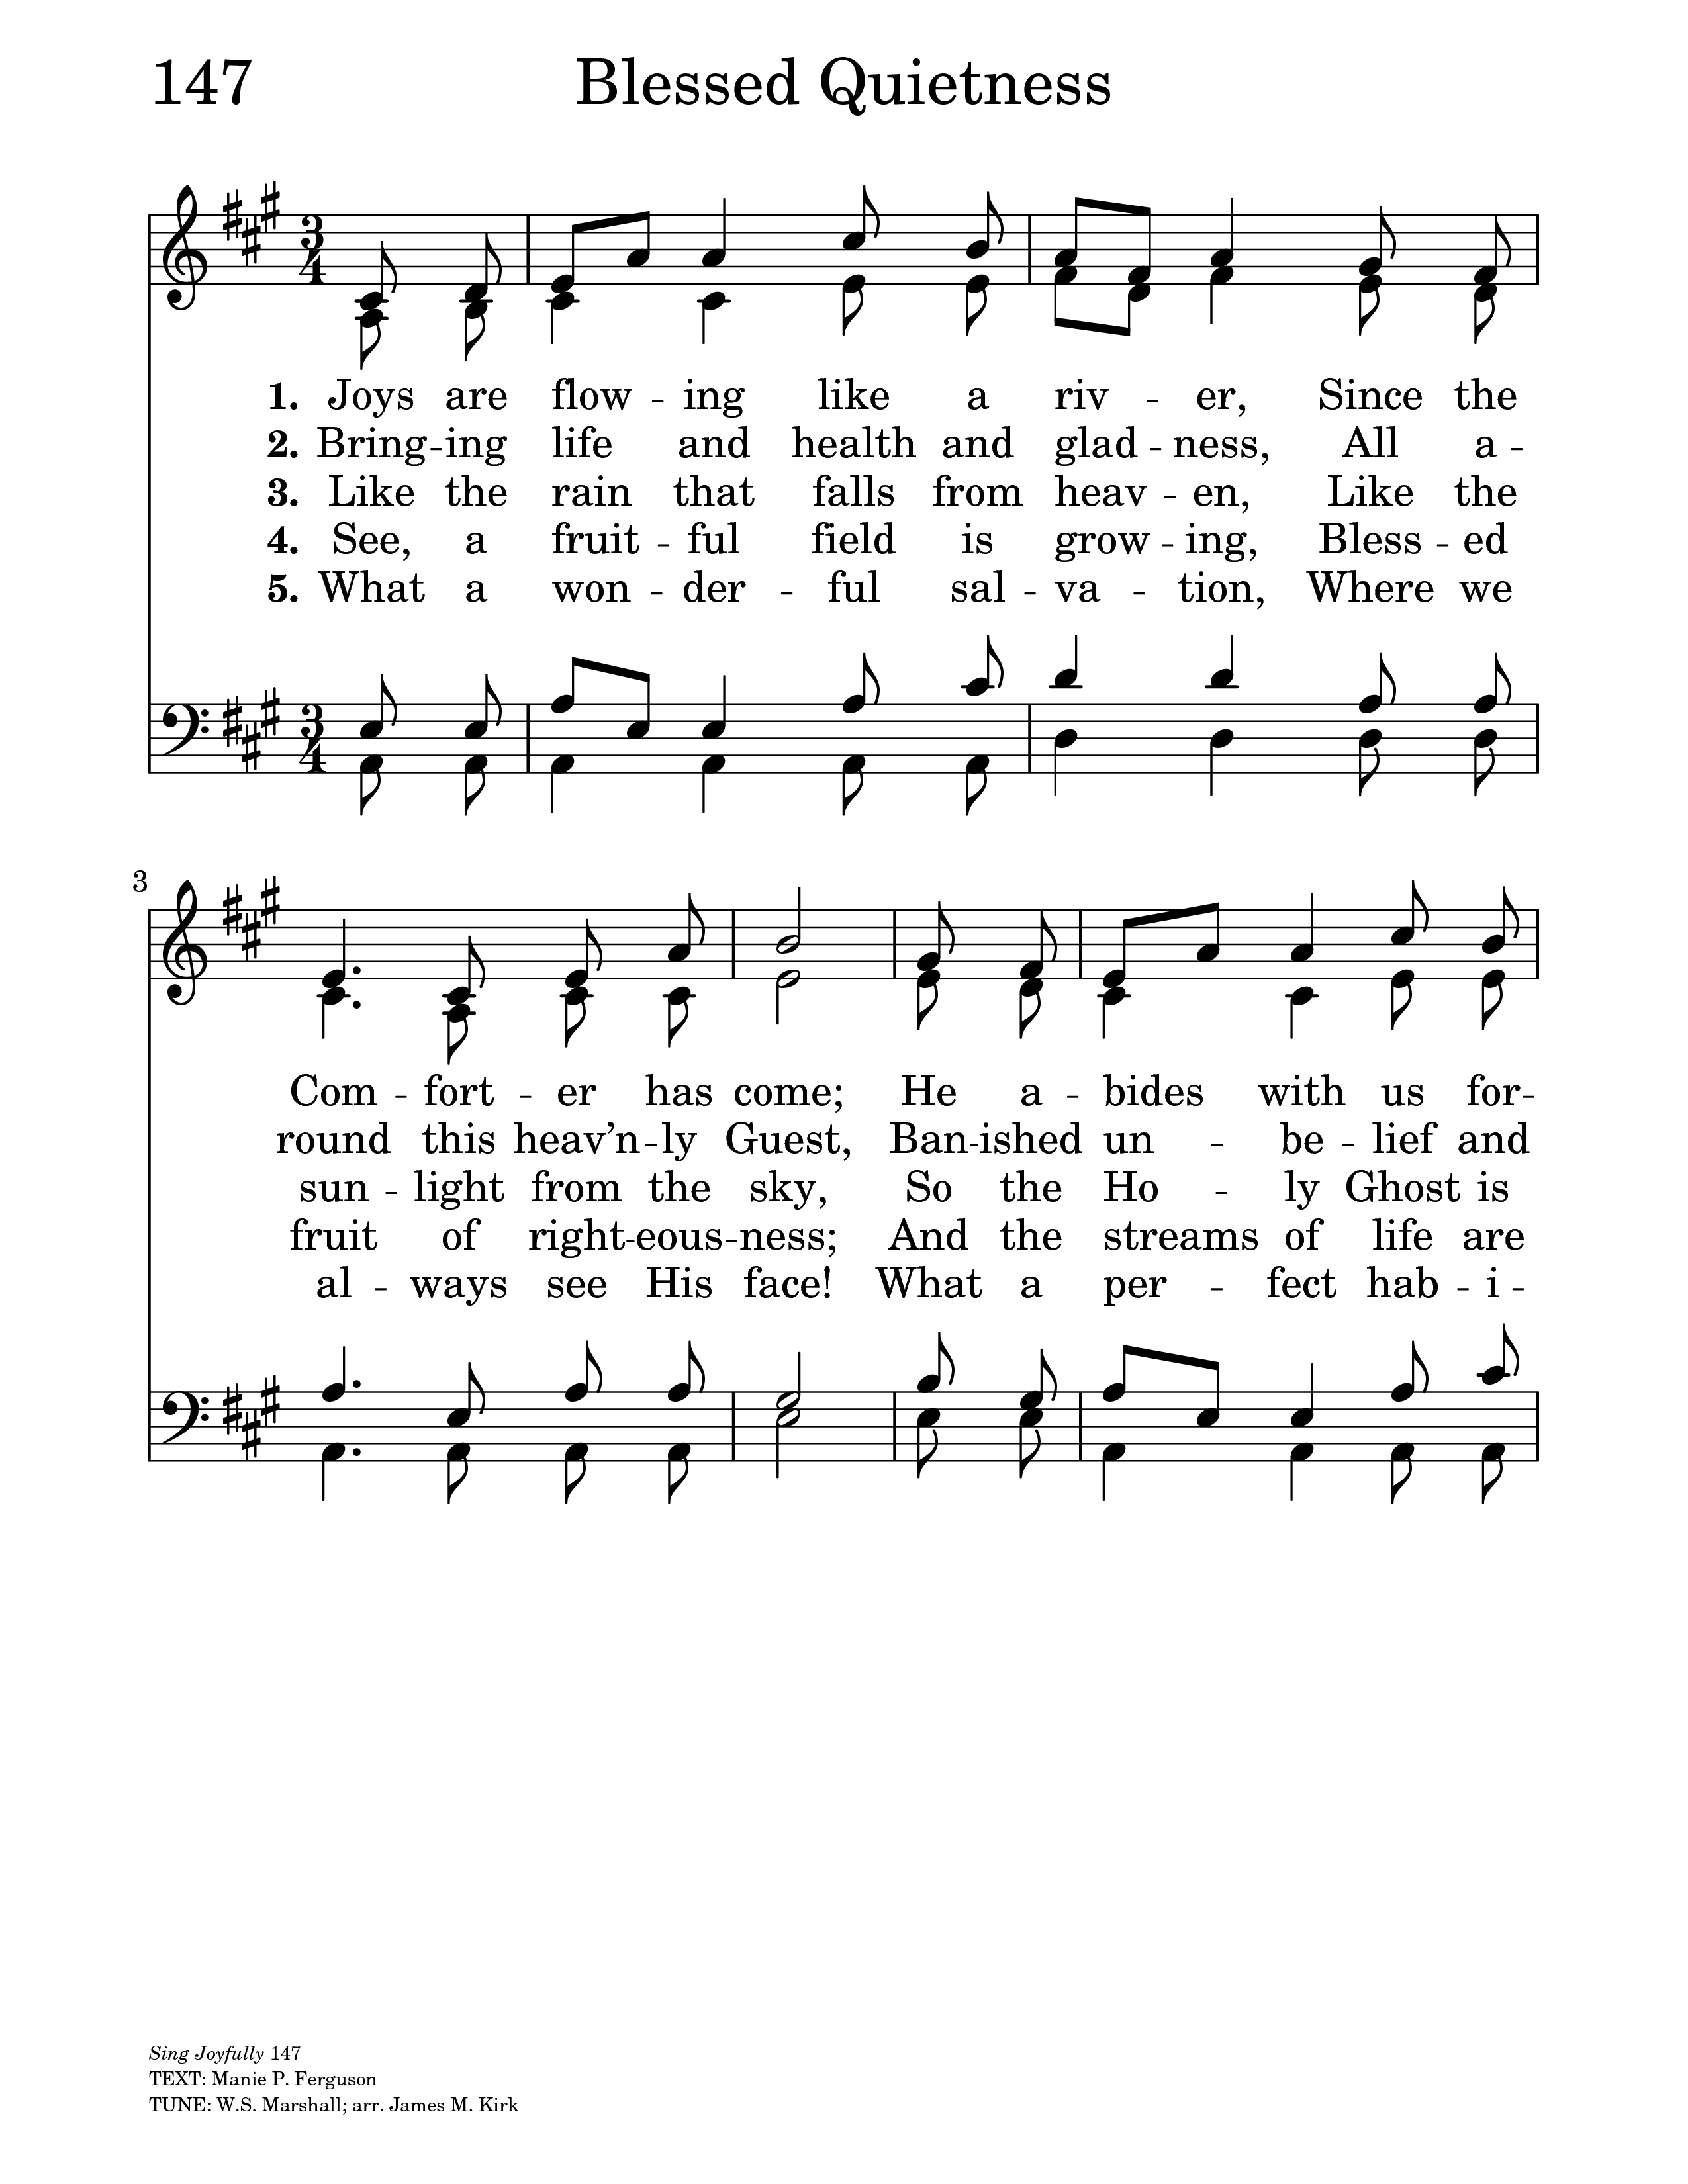 147 Blessed Quietness
1. Joys are flow - ing like a riv - er, Since the
2. Bring - ing life and health and glad - ness, All a -
3. Like the rain that falls from heav - en, Like the
4. See, a fruit - ful field is grow - ing, Bless - ed
5. What a won - der - ful sal - va - tion, Where we
3
Com - fort - er has come; He a - bides with us for -
round this heav’n - ly Guest, Ban - ished un - be - lief and
sun - light from the sky, So the Ho - ly Ghost is
fruit of right - eous - ness; And the streams of life are
al - ways see His face! What a per - fect hab - i -
Sing Joyfully 147
TEXT: Manie P. Ferguson
TUNE: W.S. Marshall; arr. James M. Kirk